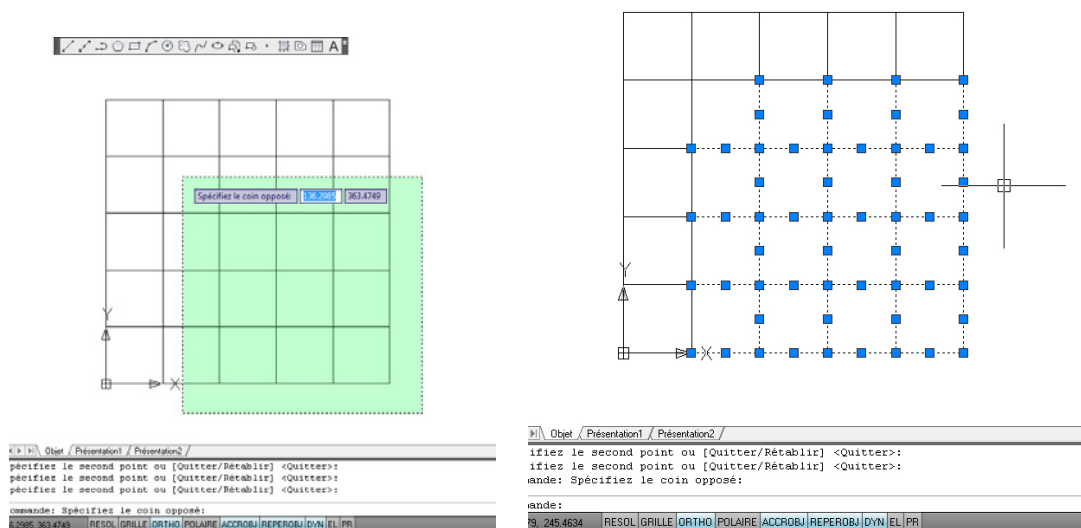 A
Spécifiez le coin opposé: 136.2985 363.4749
Y
X
Objet / Présentation1 / Présentation2 /
pécifiez le second point ou [Quitter/Rétablir] <Quitter>:
pécifiez le second point ou [Quitter/Rétablir] <Quitter>:
pécifiez le second point ou [Quitter/Rétablir] <Quitter>:
ommande: Spécifiez le coin opposé:
6.2985, 363.4749 RESOL GRILLE ORTHO POLAIRE ACCROBJ REPEROBJ DYN EL PR
Y
X
Objet / Présentation1 / Présentation2 /
ifiez le second point ou [Quitter/Rétablir] <Quitter>:
ifiez le second point ou [Quitter/Rétablir] <Quitter>:
ande: Spécifiez le coin opposé:
ande:
79, 245.4634 RESOL GRILLE ORTHO POLAIRE ACCROBJ REPEROBJ DYN EL PR